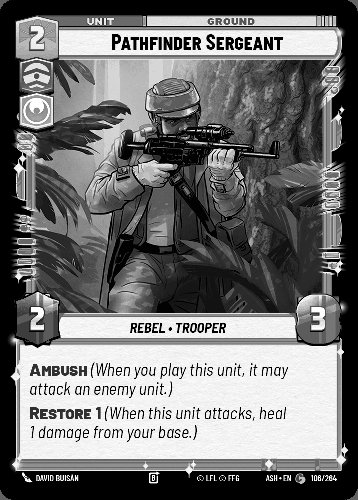 UNIT
GROUND
2
PATHFINDER SERGEANT
2
3
REBEL • TROOPER
AMBUSH (When you play this unit, it may
attack an enemy unit.)
RESTORE 1 (When this unit attacks, heal
1 damage from your base.)
DAVID BUISÁN
© LFL © FFG
ASH • EN
106/264